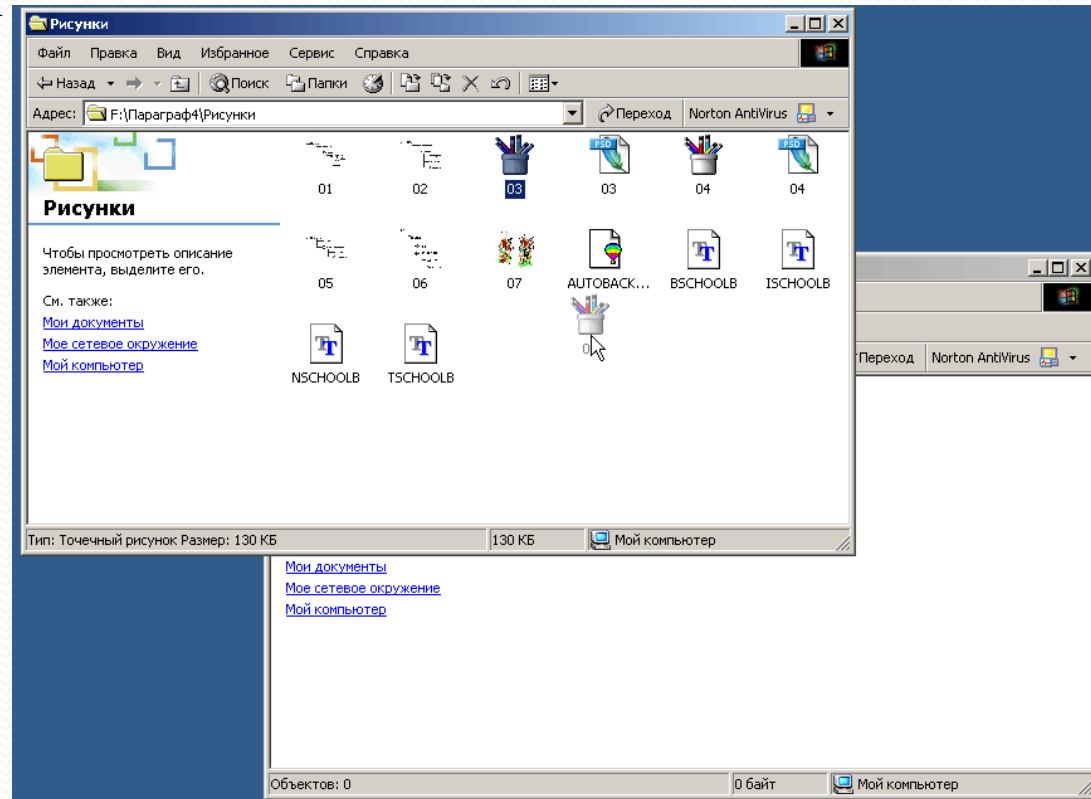 Рисунки
Файл Правка Вид Избранное Сервис Справка
Назад Поиск Папки
Адрес: F:\Параграф4\Рисунки Переход Norton AntiVirus
Рисунки
Чтобы просмотреть описание
элемента, выделите его.
См. также:
Мои документы
Мое сетевое окружение
Мой компьютер
PSD PSD
01 02 03 03 04 04
05 06 07 AUTOBACK... BSCHOOLB ISCHOOLB
NSCHOOLB TSCHOOLB
Тип: Точечный рисунок Размер: 130 КБ 130 КБ Мой компьютер
Переход Norton AntiVirus
Мои документы
Мое сетевое окружение
Мой компьютер
Объектов: 0 0 байт Мой компьютер